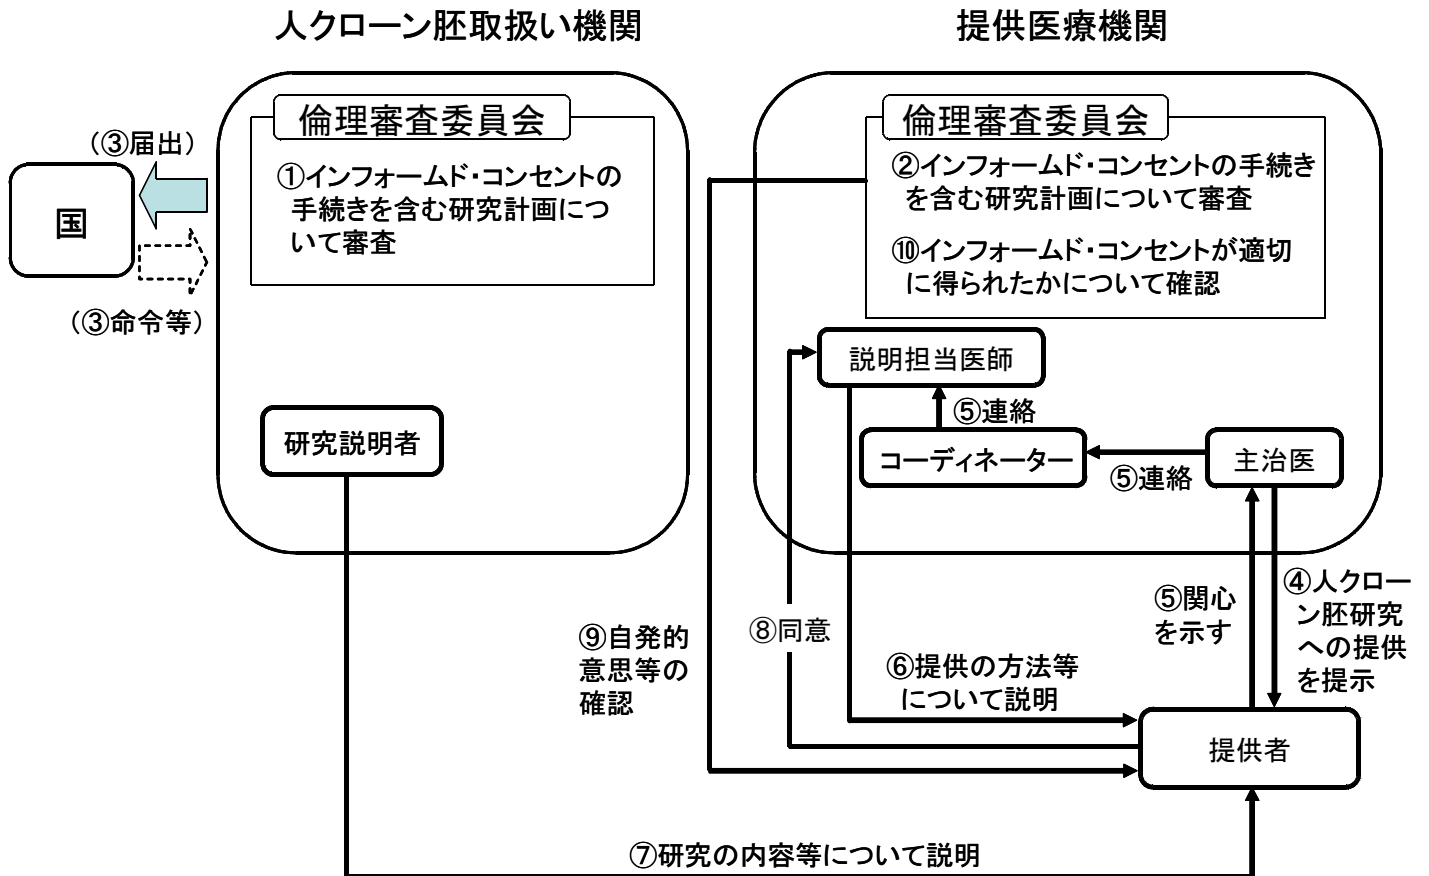 人クローン胚取扱い機関
提供医療機関
倫理審査委員会
①インフォームド・コンセントの
手続きを含む研究計画につ
いて審査
(③届出)
国
(③命令等)
研究説明者
倫理審査委員会
②インフォームド・コンセントの手続き
を含む研究計画について審査
⑩インフォームド・コンセントが適切
に得られたかについて確認
説明担当医師
⑤連絡
コーディネーター
⑤連絡
主治医
⑤関心
を示す
④人クロー
ン胚研究
への提供
を提示
⑧同意
⑨自発的
意思等の
確認
⑥提供の方法等
について説明
提供者
⑦研究の内容等について説明